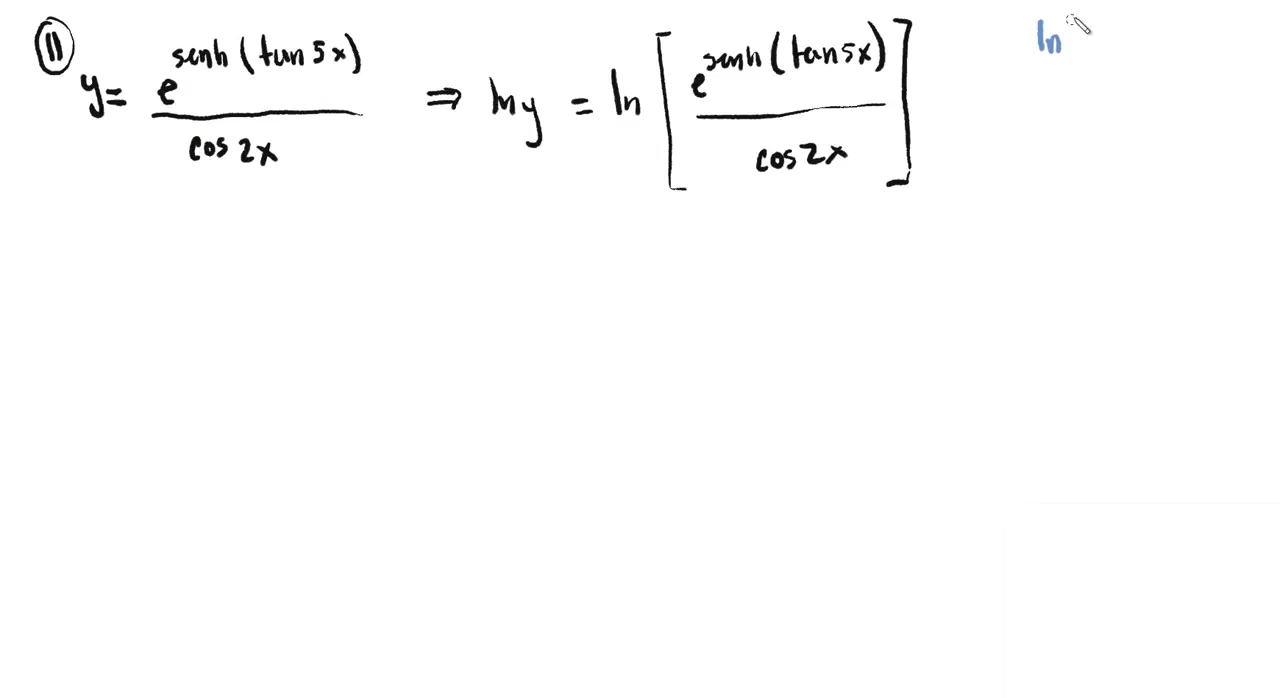 ⑪ y = e^senh(tan 5x) / cos 2x ⇒ ln y = ln [ e^senh(tan 5x) / cos 2x ] ln